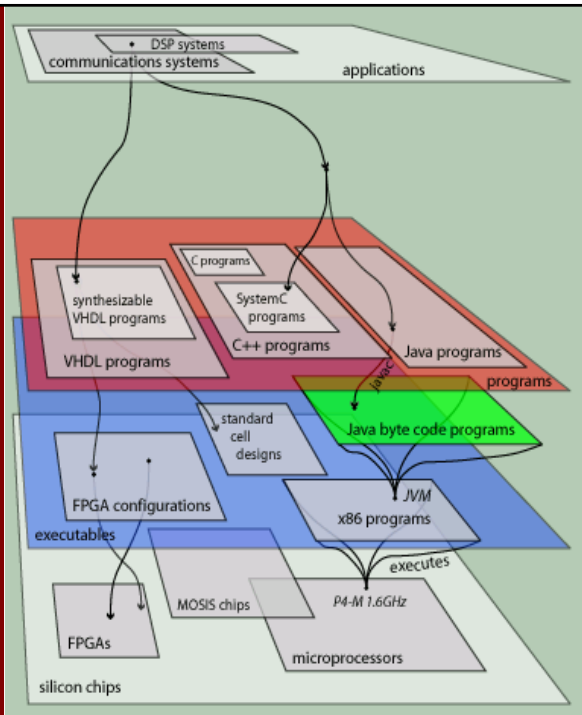 DSP systems
communications systems
applications
C programs
synthesizable
VHDL programs
SystemC
programs
C++ programs
VHDL programs
Java programs
javac
programs
standard
cell
designs
Java byte code programs
FPGA configurations
JVM
x86 programs
executables
executes
MOSIS chips
P4-M 1.6GHz
FPGAs
microprocessors
silicon chips